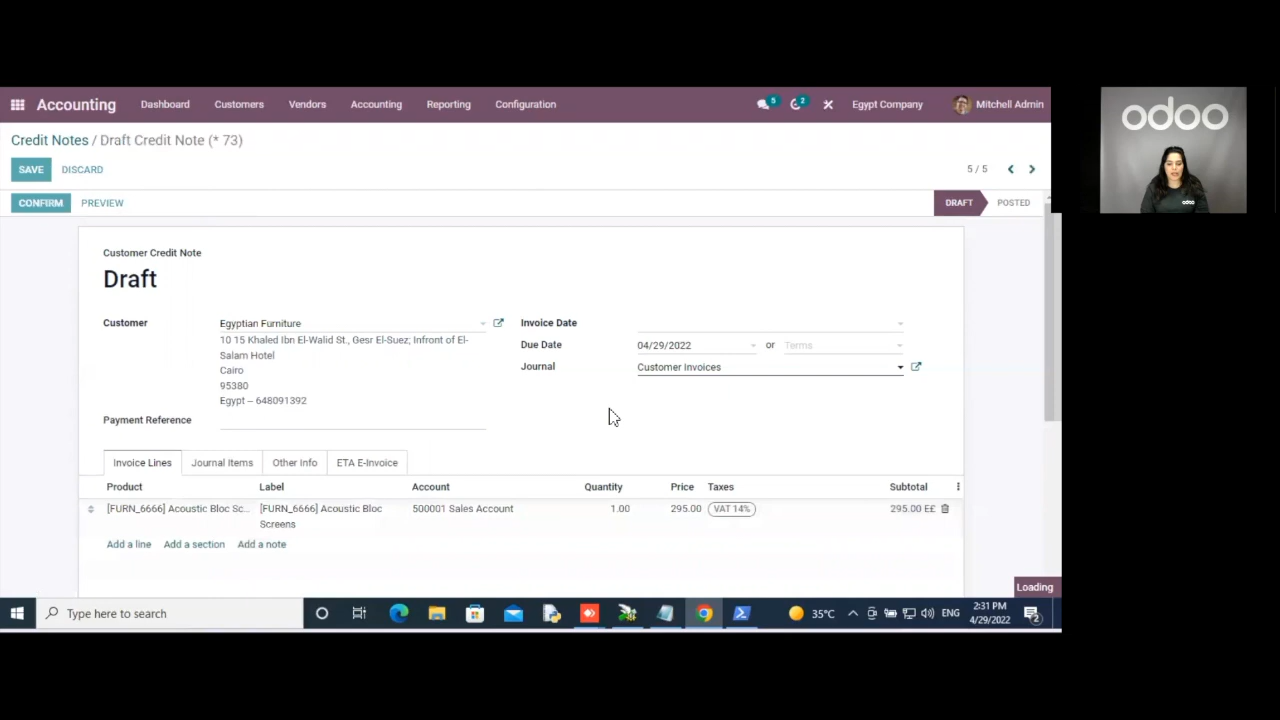 Accounting Dashboard Customers Vendors Accounting Reporting Configuration 5 2 Egypt Company Mitchell Admin
odoo
Credit Notes / Draft Credit Note (* 73)
SAVE DISCARD 5 / 5
CONFIRM PREVIEW DRAFT POSTED
odoo
Customer Credit Note
Draft
Customer Egyptian Furniture Invoice Date
10 15 Khaled Ibn El-Walid St., Gesr El-Suez; Infront of El-
Salam Hotel
Due Date 04/29/2022 or Terms
Cairo
Journal Customer Invoices
95380
Egypt – 648091392
Payment Reference
Invoice Lines Journal Items Other Info ETA E-Invoice
Product Label Account Quantity Price Taxes Subtotal
[FURN_6666] Acoustic Bloc Sc... [FURN_6666] Acoustic Bloc 500001 Sales Account 1.00 295.00 VAT 14% 295.00 E£
Screens
Add a line Add a section Add a note
Loading
Type here to search 35°C ENG 2:31 PM
4/29/2022 2